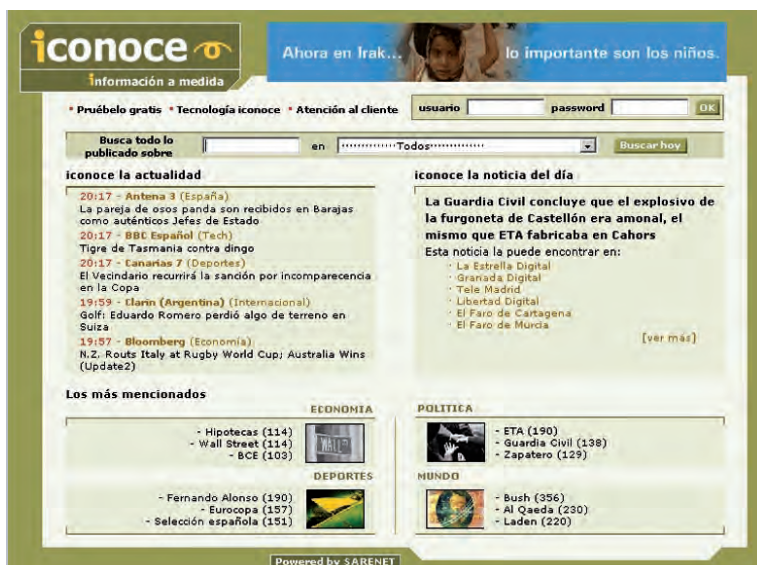 iconoce
información a medida
Ahora en Irak... lo importante son los niños.
Pruébelo gratis Tecnología iconoce Atención al cliente
usuario password OK
Busca todo lo
publicado sobre
en ··············Todos·············· Buscar hoy
iconoce la actualidad
20:17 - Antena 3 (España)
La pareja de osos panda son recibidos en Barajas
como auténticos Jefes de Estado
20:17 - BBC Español (Tech)
Tigre de Tasmania contra dingo
20:17 - Canarias 7 (Deportes)
El Vecindario recurrirá la sanción por incomparecencia
en la Copa
19:59 - Clarin (Argentina) (Internacional)
Golf: Eduardo Romero perdió algo de terreno en
Suiza
19:57 - Bloomberg (Economía)
N.Z. Routs Italy at Rugby World Cup; Australia Wins
(Update2)
iconoce la noticia del día
La Guardia Civil concluye que el explosivo de
la furgoneta de Castellón era amonal, el
mismo que ETA fabricaba en Cahors
Esta noticia la puede encontrar en:
· La Estrella Digital
· Granada Digital
· Tele Madrid
· Libertad Digital
· El Faro de Cartagena
· El Faro de Murcia
[ver más]
Los más mencionados
ECONOMIA
- Hipotecas (114)
- Wall Street (114)
- BCE (103)
WALL ST
DEPORTES
- Fernando Alonso (190)
- Eurocopa (157)
- Selección española (151)
POLITICA
- ETA (190)
- Guardia Civil (138)
- Zapatero (129)
MUNDO
- Bush (356)
- Al Qaeda (230)
- Laden (220)
Powered by SARENET